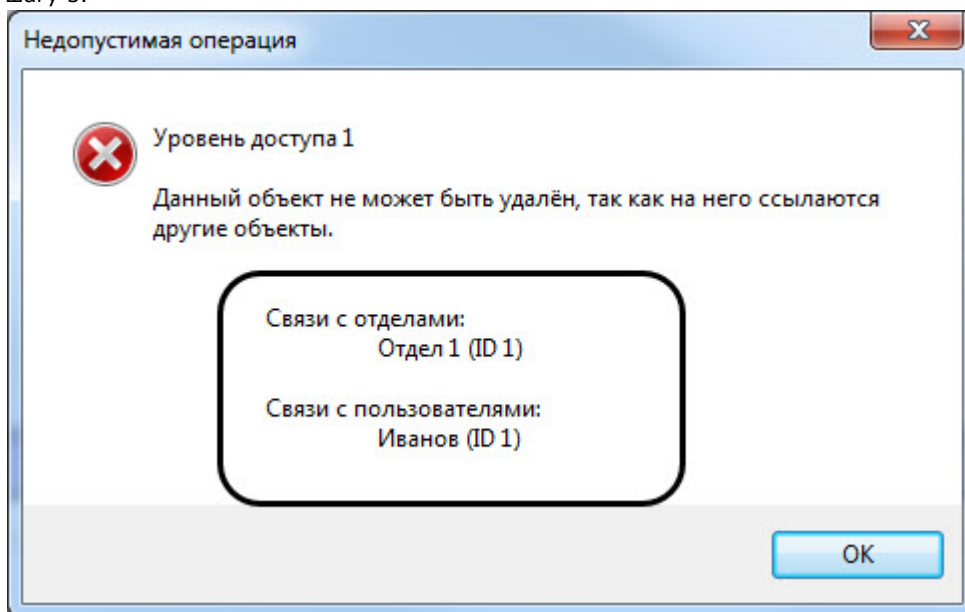 Недопустимая операция
Уровень доступа 1
Данный объект не может быть удалён, так как на него ссылаются
другие объекты.
Связи с отделами:
Отдел 1 (ID 1)
Связи с пользователями:
Иванов (ID 1)
OK